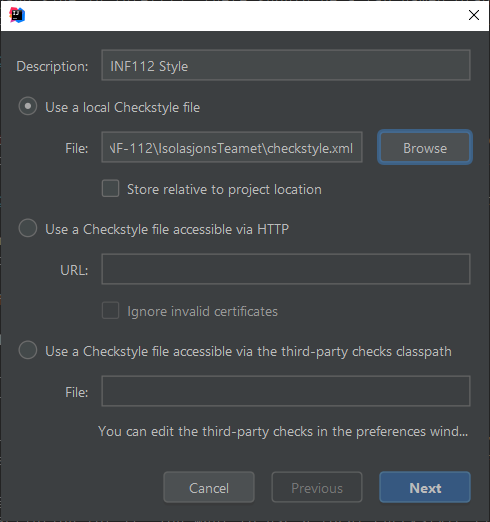 Description: INF112 Style
Use a local Checkstyle file
File: NF-112\IsolasjonsTeamet\checkstyle.xml Browse
Store relative to project location
Use a Checkstyle file accessible via HTTP
URL:
Ignore invalid certificates
Use a Checkstyle file accessible via the third-party checks classpath
File:
You can edit the third-party checks in the preferences wind...
Cancel Previous Next